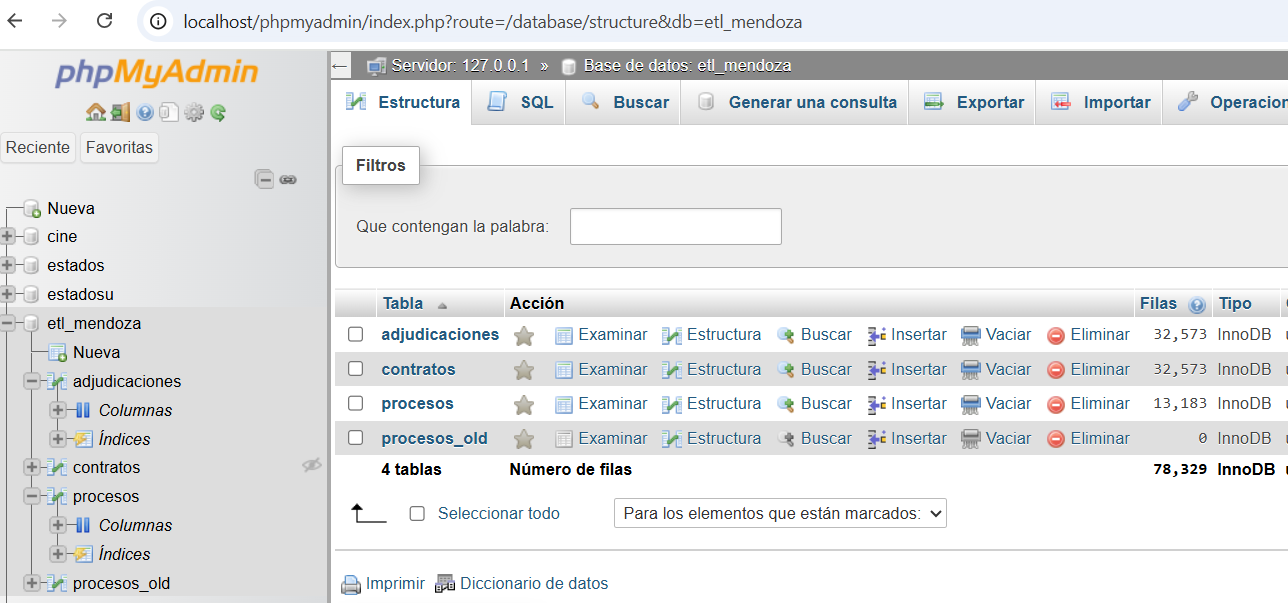 localhost/phpmyadmin/index.php?route=/database/structure&db=etl_mendoza
phpMyAdmin
Reciente Favoritas
Nueva
cine
estados
estadosu
etl_mendoza
Nueva
adjudicaciones
Columnas
Índices
contratos
procesos
Columnas
Índices
procesos_old
← Servidor: 127.0.0.1 » Base de datos: etl_mendoza
Estructura SQL Buscar Generar una consulta Exportar Importar
Filtros
Que contengan la palabra:
Tabla Acción Filas Tipo
adjudicaciones Examinar Estructura Buscar Insertar Vaciar Eliminar 32,573 InnoDB
contratos Examinar Estructura Buscar Insertar Vaciar Eliminar 32,573 InnoDB
procesos Examinar Estructura Buscar Insertar Vaciar Eliminar 13,183 InnoDB
procesos_old Examinar Estructura Buscar Insertar Vaciar Eliminar 0 InnoDB
4 tablas Número de filas 78,329 InnoDB
Seleccionar todo Para los elementos que están marcados:
Imprimir Diccionario de datos